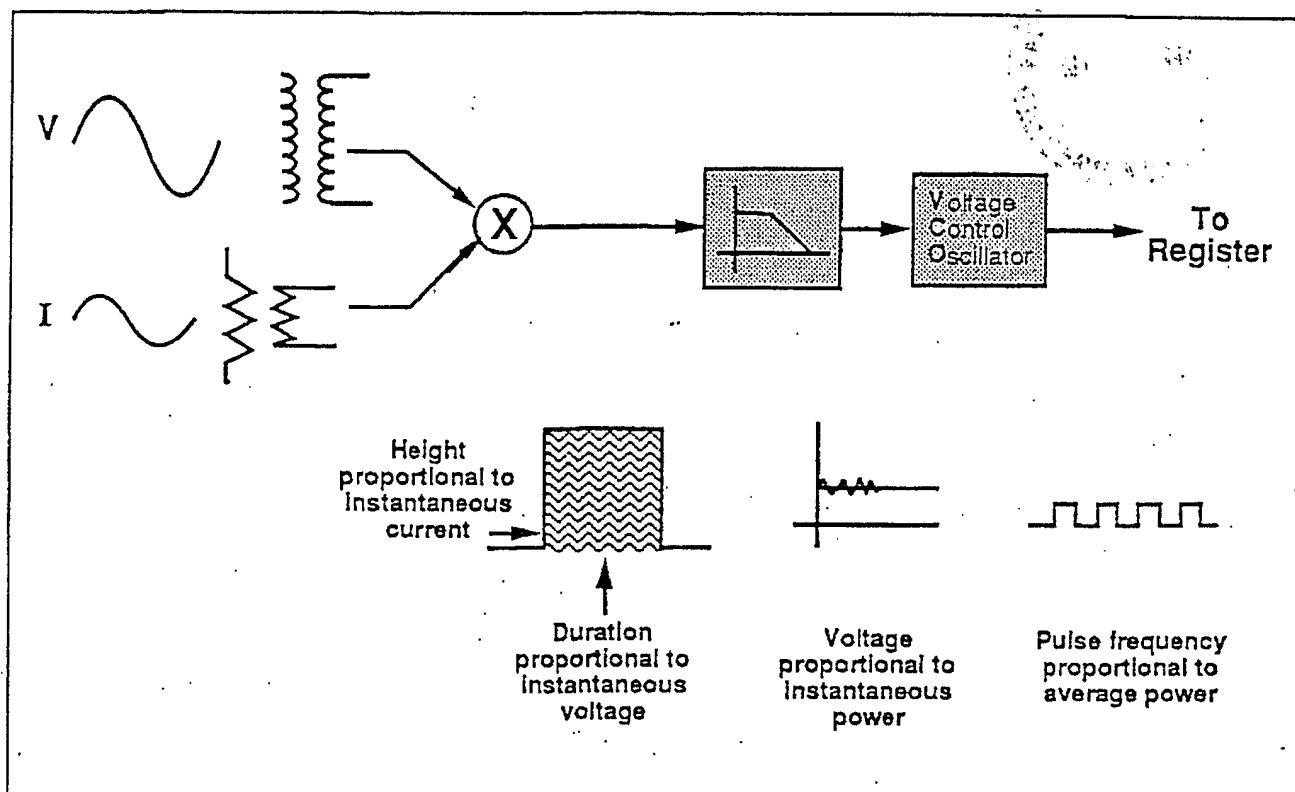 V
I
X
Voltage
Control
Oscillator
To
Register
Height
proportional to
instantaneous
current
Duration
proportional to
instantaneous
voltage
Voltage
proportional to
instantaneous
power
Pulse frequency
proportional to
average power